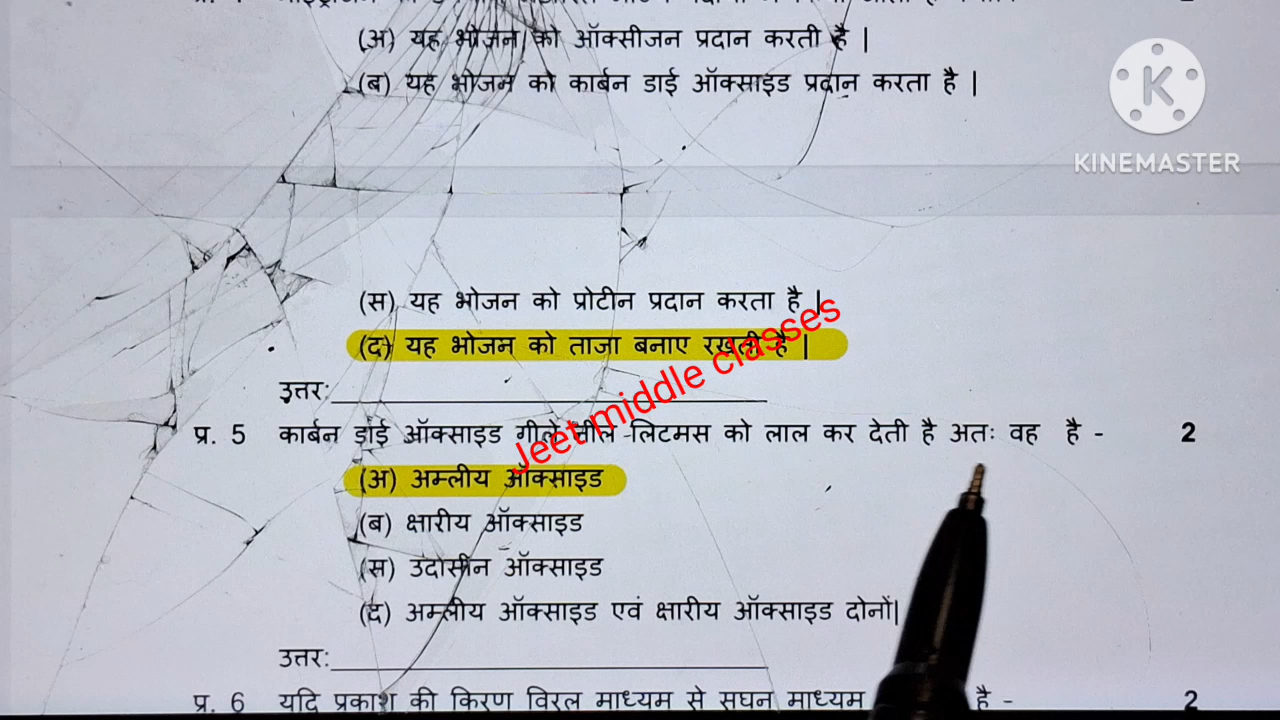 (अ) यह भोजन को ऑक्सीजन प्रदान करती है |
(ब) यह भोजन को कार्बन डाई ऑक्साइड प्रदान करता है |
KINEMASTER
(स) यह भोजन को प्रोटीन प्रदान करता है |
(द) यह भोजन को ताजा बनाए रखती है |
Jeet middle classes
उत्तर:
प्र. 5 कार्बन डाई ऑक्साइड गीले नीले लिटमस को लाल कर देती है अतः वह है - 2
(अ) अम्लीय ऑक्साइड
(ब) क्षारीय ऑक्साइड
(स) उदासीन ऑक्साइड
(द) अम्लीय ऑक्साइड एवं क्षारीय ऑक्साइड दोनों|
उत्तर:
प्र. 6 यदि प्रकाश की किरण विरल माध्यम से सघन माध्यम है - 2